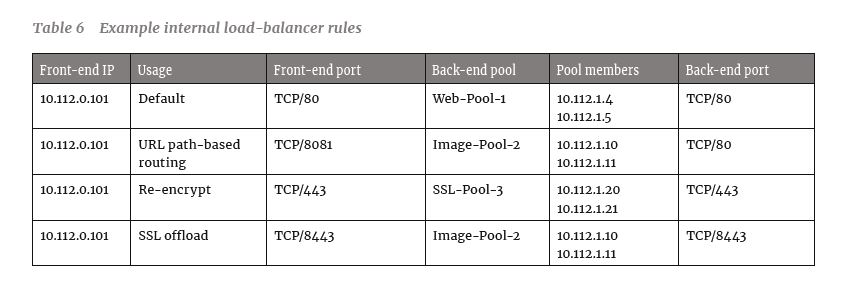 Table 6 Example internal load-balancer rules
Front-end IP Usage Front-end port Back-end pool Pool members Back-end port
10.112.0.101 Default TCP/80 Web-Pool-1 10.112.1.4 TCP/80
10.112.1.5
10.112.0.101 URL path-based TCP/8081 Image-Pool-2 10.112.1.10 TCP/80
routing 10.112.1.11
10.112.0.101 Re-encrypt TCP/443 SSL-Pool-3 10.112.1.20 TCP/443
10.112.1.21
10.112.0.101 SSL offload TCP/8443 Image-Pool-2 10.112.1.10 TCP/8443
10.112.1.11